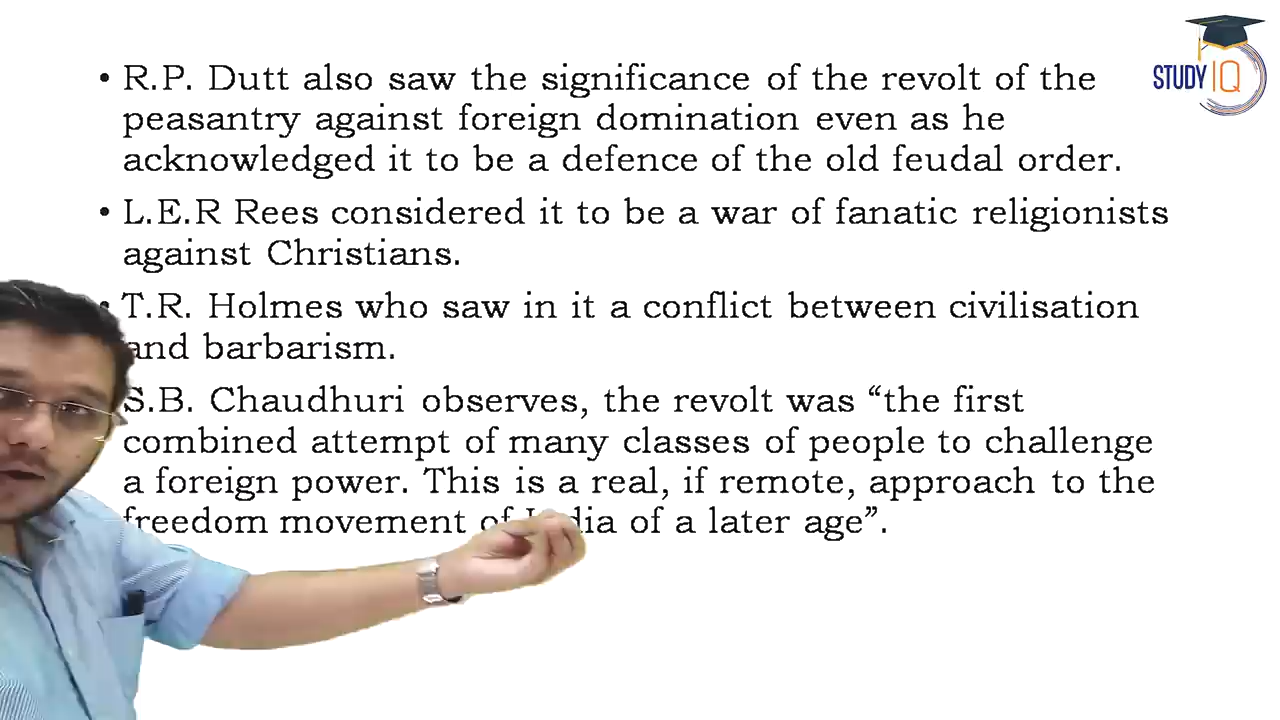 • R.P. Dutt also saw the significance of the revolt of the
peasantry against foreign domination even as he
acknowledged it to be a defence of the old feudal order.
• L.E.R Rees considered it to be a war of fanatic religionists
against Christians.
• T.R. Holmes who saw in it a conflict between civilisation
and barbarism.
S.B. Chaudhuri observes, the revolt was “the first
combined attempt of many classes of people to challenge
a foreign power. This is a real, if remote, approach to the
freedom movement of India of a later age”.
STUDY IQ